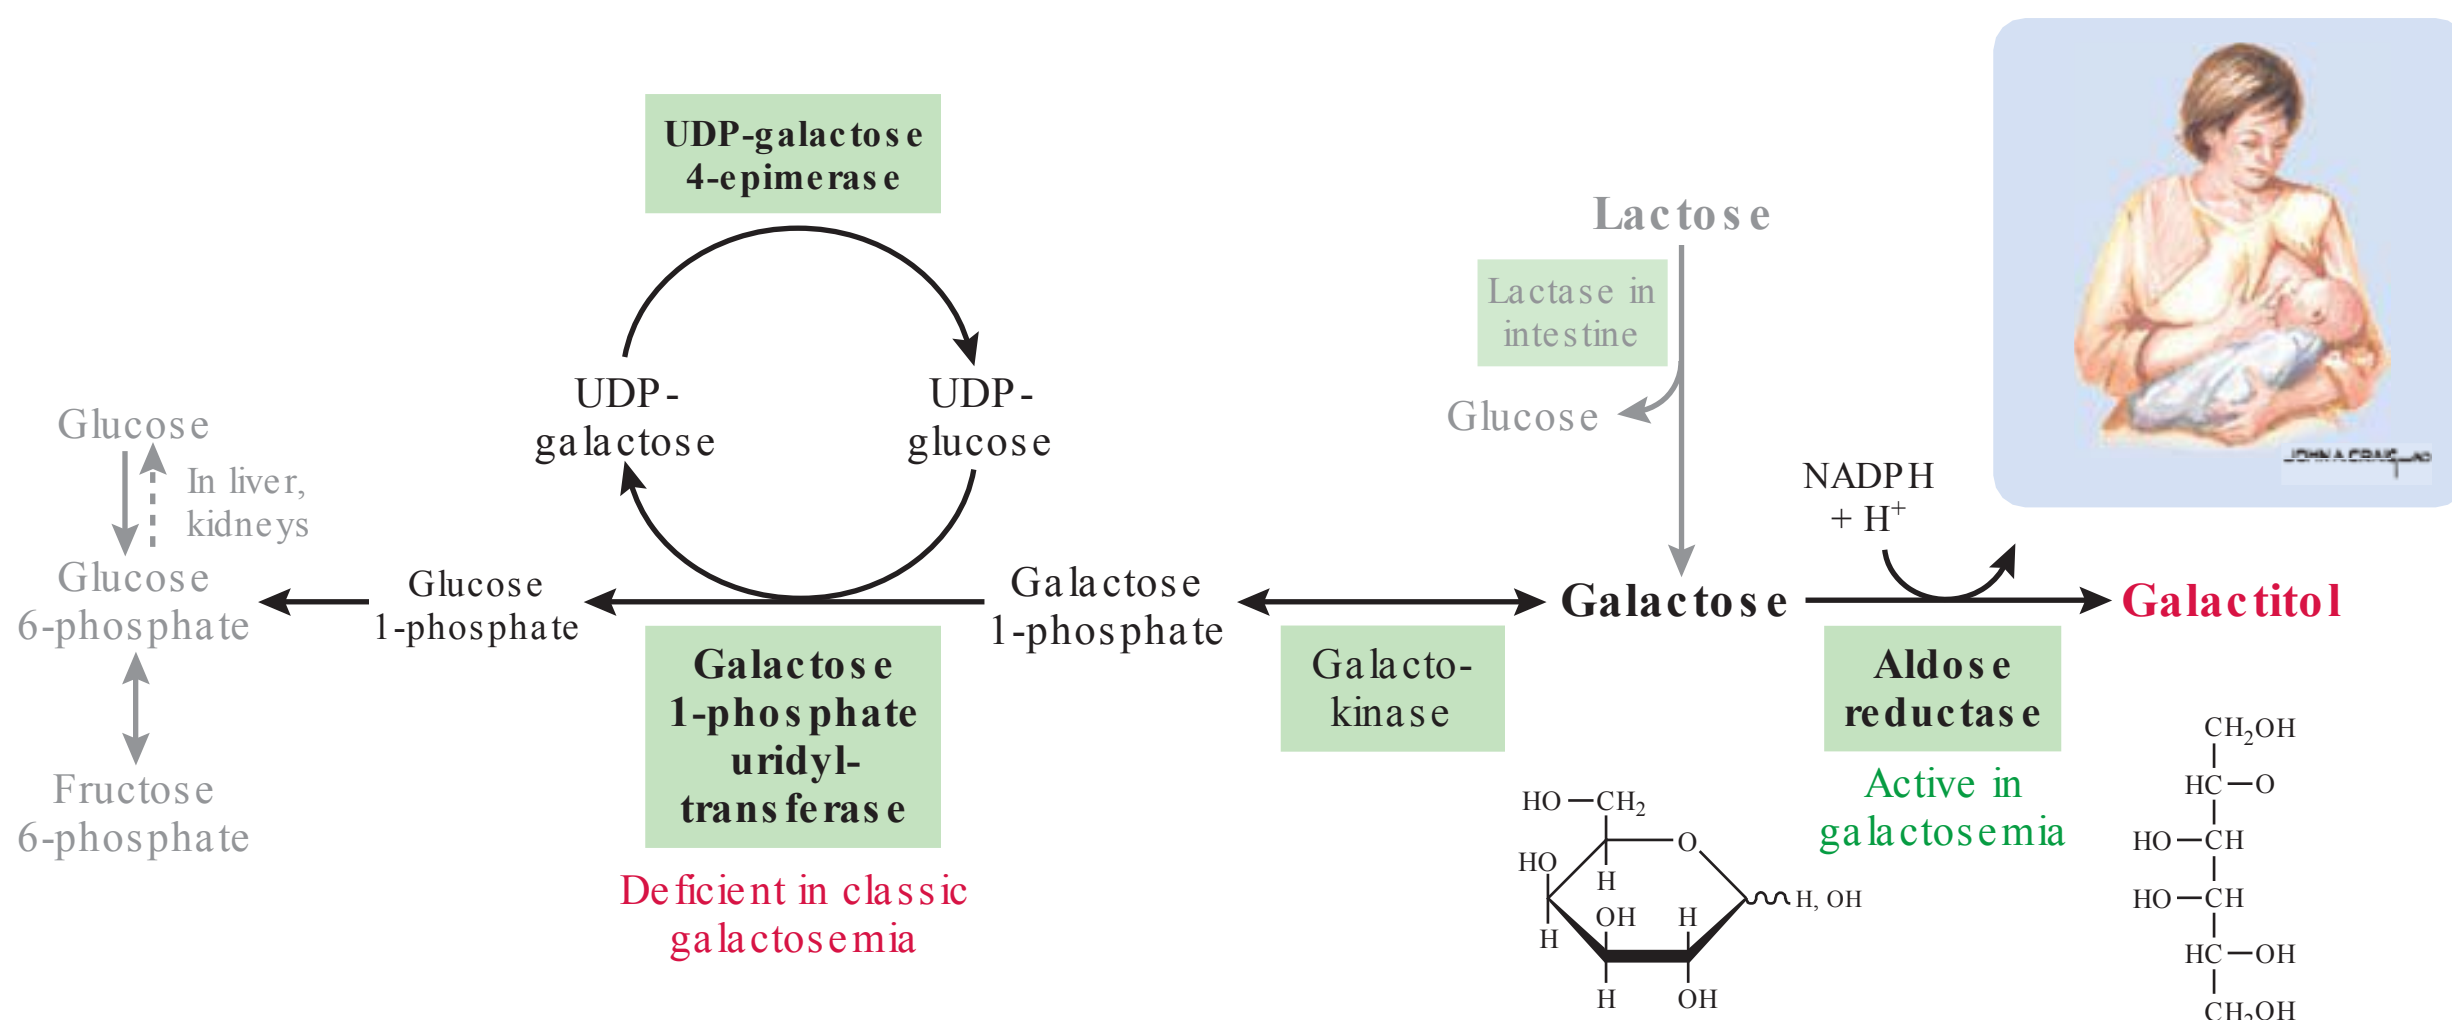 UDP-galactose
4-epimerase
Lactose
Lactase in
intestine
Glucose
UDP-
galactose
UDP-
glucose
Glucose
In liver,
kidneys
NADPH
+ H⁺
JOHN A. CRAIG—AD
Glucose
6-phosphate
Glucose
1-phosphate
Galactose
1-phosphate
Galactose
Galactitol
Galactose
1-phosphate
uridyl-
transferase
Galacto-
kinase
Aldose
reductase
Deficient in classic
galactosemia
Active in
galactosemia
Fructose
6-phosphate
HO—CH₂
HO
H
O
H, OH
OH
H
H
H
OH
CH₂OH
HC—O
HO—CH
HO—CH
HC—OH
CH₂OH